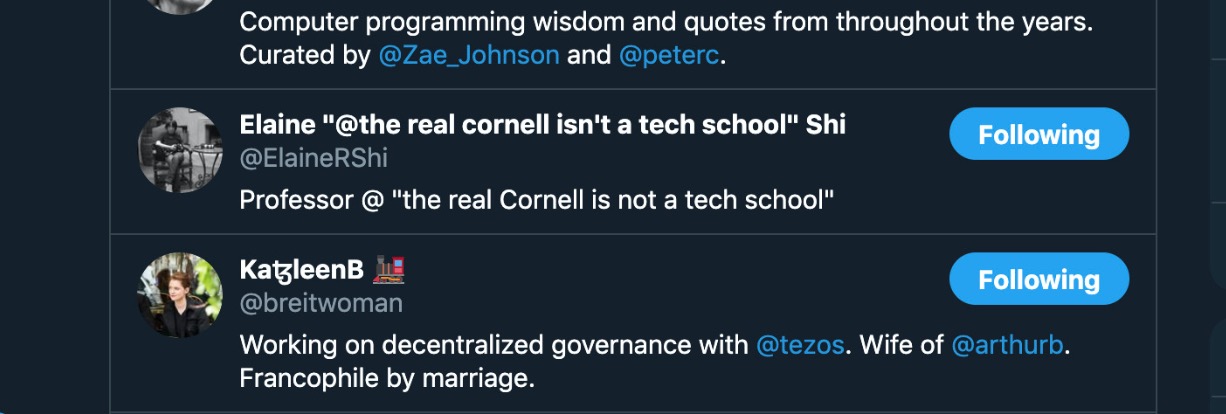 Computer programming wisdom and quotes from throughout the years.
Curated by @Zae_Johnson and @peterc.
Elaine "@the real cornell isn't a tech school" Shi
Following
@ElaineRShi
Professor @ "the real Cornell is not a tech school"
KaꜩleenB 🚂
Following
@breitwoman
Working on decentralized governance with @tezos. Wife of @arthurb.
Francophile by marriage.